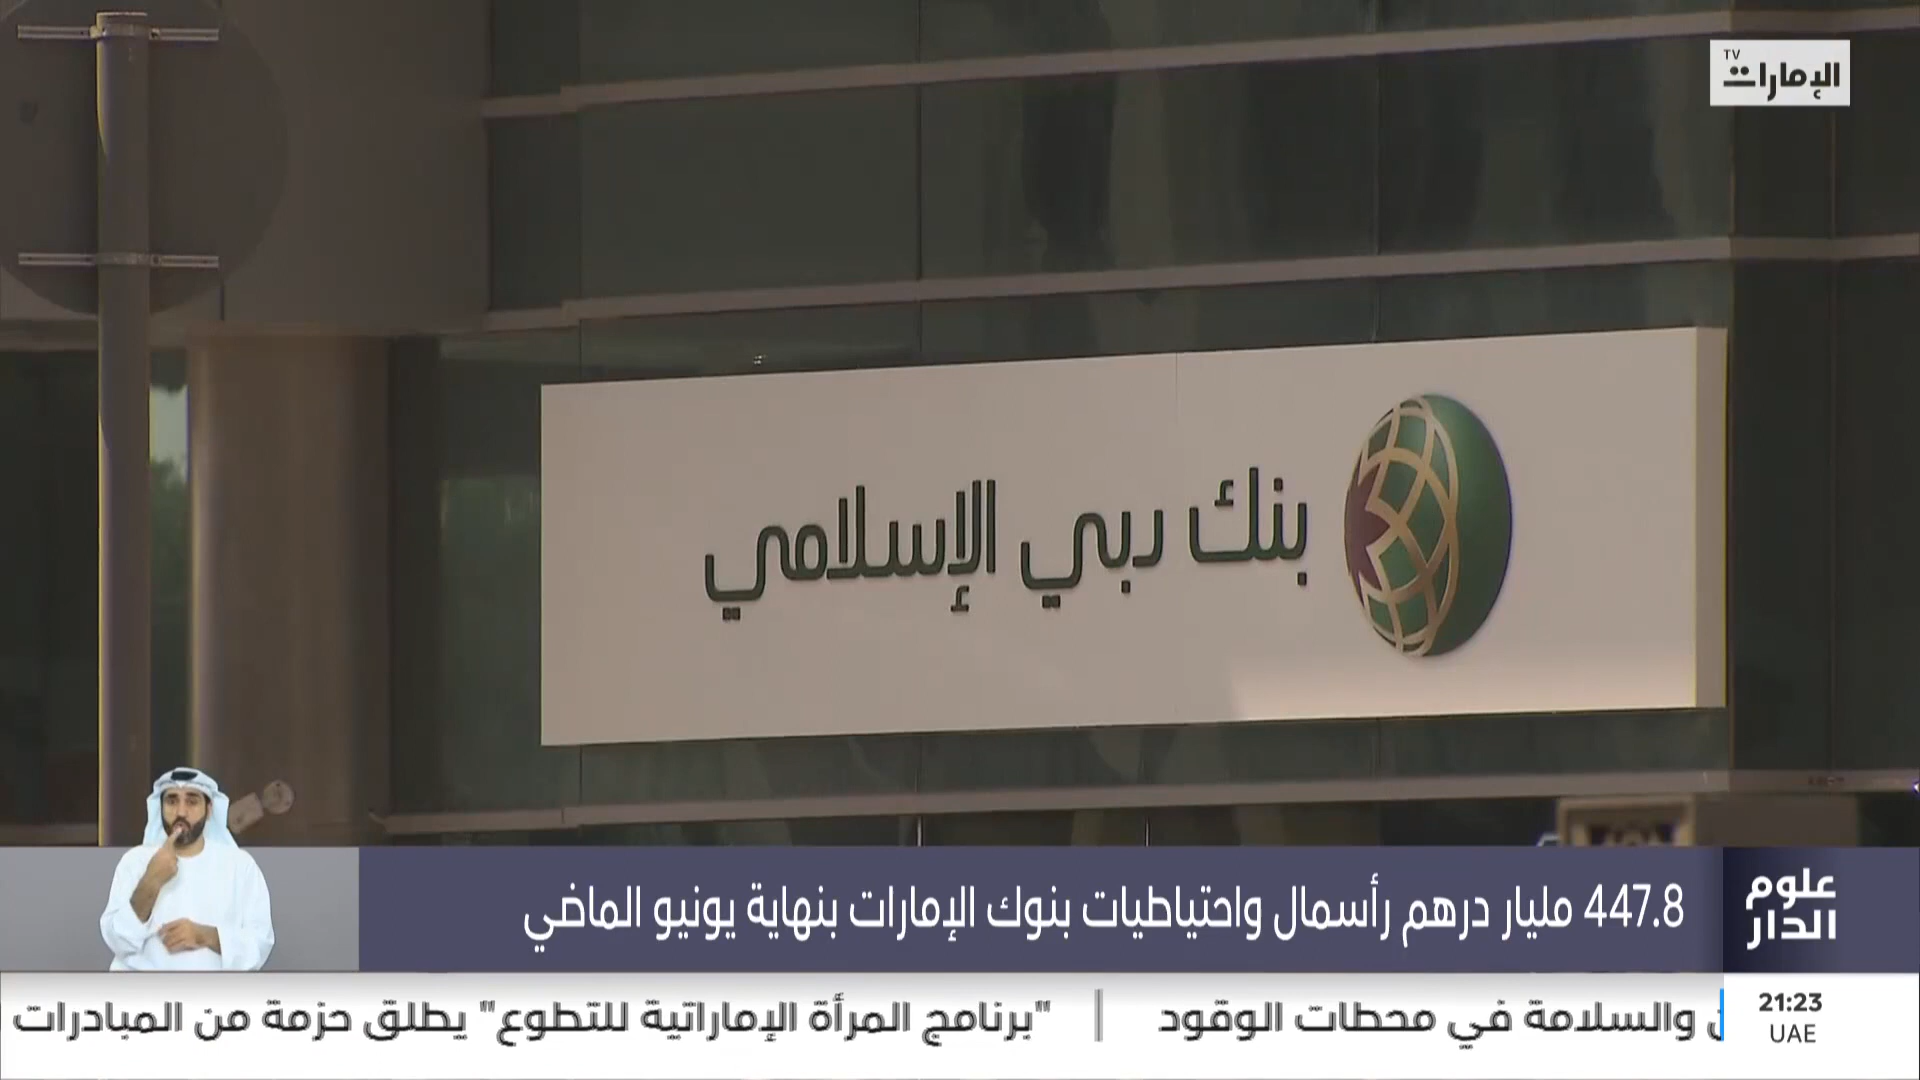 TV
الإمارات
بنك دبي الإسلامي
علوم
الدار
447.8 مليار درهم رأسمال واحتياطيات بنوك الإمارات بنهاية يونيو الماضي
والسلامة في محطات الوقود | "برنامج المرأة الإماراتية للتطوع" يطلق حزمة من المبادرات
21:23
UAE